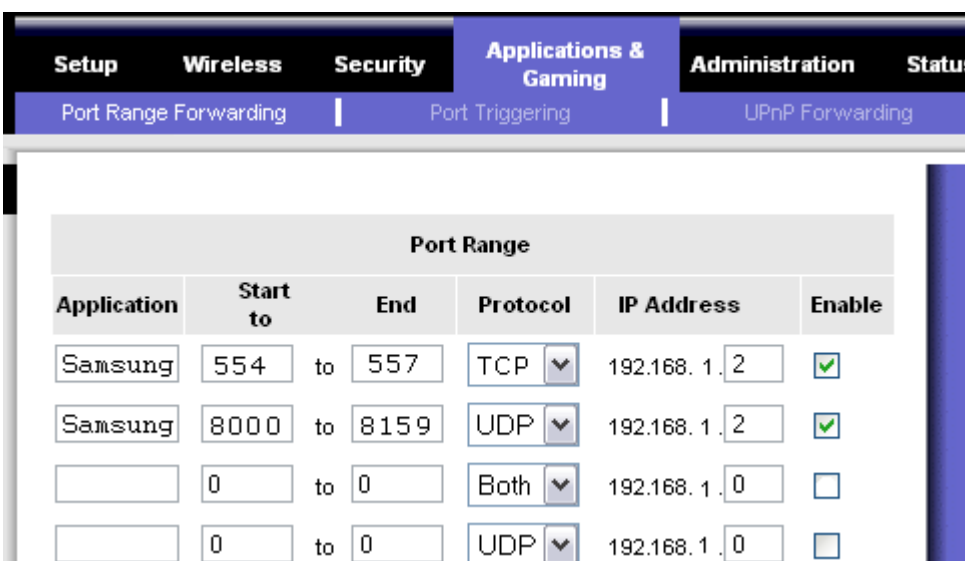 Setup Wireless Security Applications & Gaming Administration Status
Port Range Forwarding Port Triggering UPnP Forwarding
Port Range
Application Start to End Protocol IP Address Enable
Samsung 554 to 557 TCP 192.168. 1 . 2
Samsung 8000 to 8159 UDP 192.168. 1 . 2
0 to 0 Both 192.168. 1 . 0
0 to 0 UDP 192.168. 1 . 0